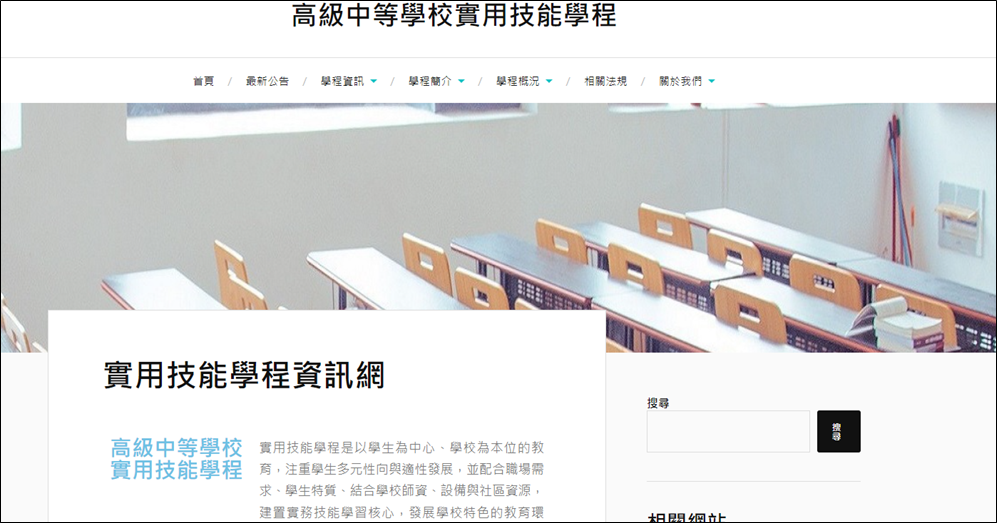 高級中等學校實用技能學程
首頁 / 最新公告 / 學程資訊 / 學程簡介 / 學程概況 / 相關法規 / 關於我們
實用技能學程資訊網
高級中等學校
實用技能學程
實用技能學程是以學生為中心、學校為本位的教
育，注重學生多元性向與適性發展，並配合職場需
求、學生特質、結合學校師資、設備與社區資源，
建置實務技能學習核心，發展學校特色的教育環
搜尋
搜
尋
相關網站